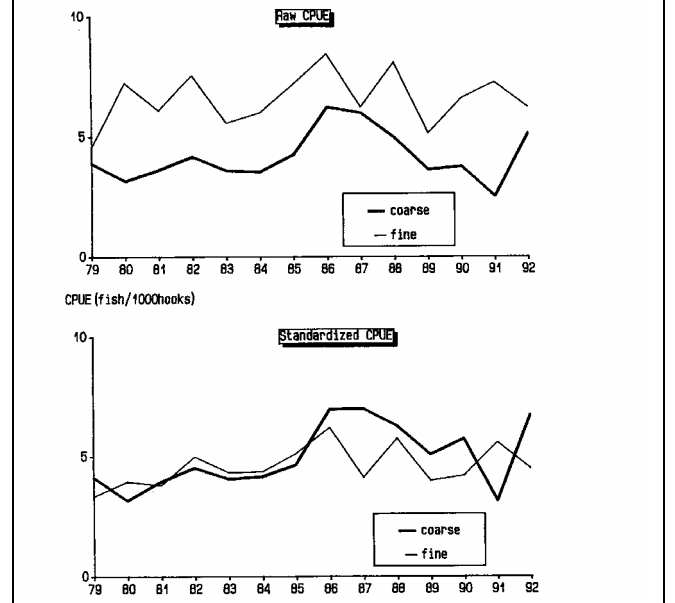 Raw CPUE
10
5
coarse
fine
0
79 80 81 82 83 84 85 86 87 88 89 90 91 92
CPUE (fish/1000hooks)
Standardized CPUE
10
5
coarse
fine
0
79 80 81 82 83 84 85 86 87 88 89 90 91 92